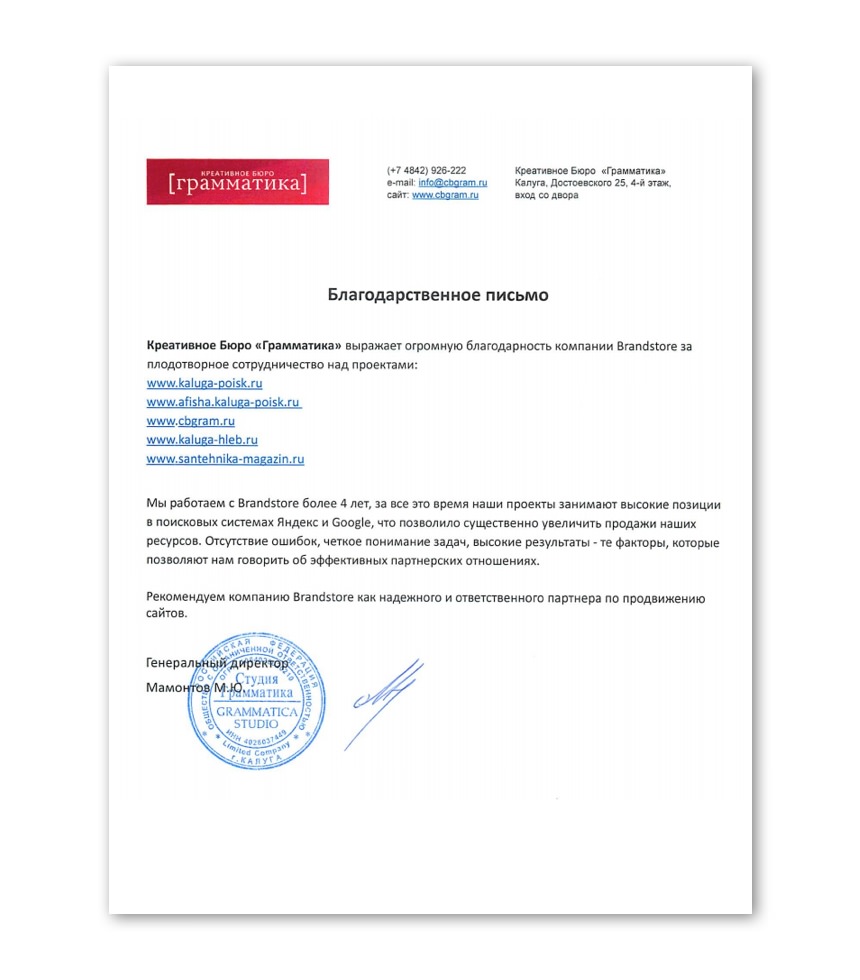 КРЕАТИВНОЕ БЮРО
[грамматика]
(+7 4842) 926-222
e-mail: info@cbgram.ru
сайт: www.cbgram.ru
Креативное Бюро «Грамматика»
Калуга, Достоевского 25, 4-й этаж,
вход со двора
Благодарственное письмо
Креативное Бюро «Грамматика» выражает огромную благодарность компании Brandstore за
плодотворное сотрудничество над проектами:
www.kaluga-poisk.ru
www.afisha.kaluga-poisk.ru
www.cbgram.ru
www.kaluga-hleb.ru
www.santehnika-magazin.ru
Мы работаем с Brandstore более 4 лет, за все это время наши проекты занимают высокие позиции
в поисковых системах Яндекс и Google, что позволило существенно увеличить продажи наших
ресурсов. Отсутствие ошибок, четкое понимание задач, высокие результаты - те факторы, которые
позволяют нам говорить об эффективных партнерских отношениях.
Рекомендуем компанию Brandstore как надежного и ответственного партнера по продвижению
сайтов.
Генеральный директор
Мамонтов М.Ю.
РОССИЙСКАЯ ФЕДЕРАЦИЯ
ОБЩЕСТВО С ОГРАНИЧЕННОЙ ОТВЕТСТВЕННОСТЬЮ
Студия
Грамматика
GRAMMATICA
STUDIO
ИНН 4026037449
Limited Company
г.КАЛУГА